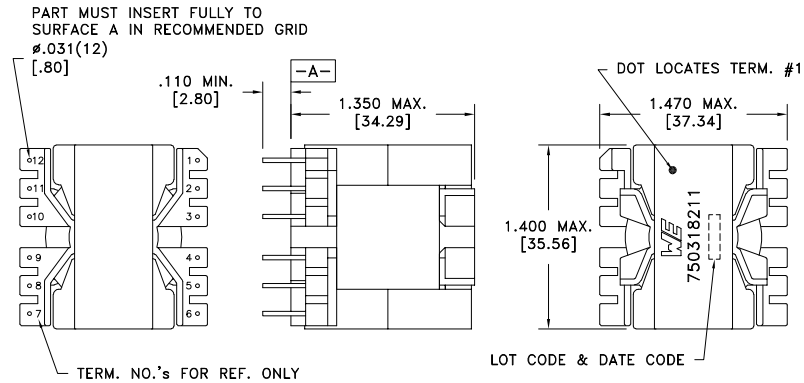 PART MUST INSERT FULLY TO
SURFACE A IN RECOMMENDED GRID
ø.031(12)
[.80]
.110 MIN.
[2.80]
-A-
1.350 MAX.
[34.29]
DOT LOCATES TERM. #1
1.470 MAX.
[37.34]
12
11
10
9
8
7
1
2
3
4
5
6
1.400 MAX.
[35.56]
WE
750318211
TERM. NO.'s FOR REF. ONLY
LOT CODE & DATE CODE